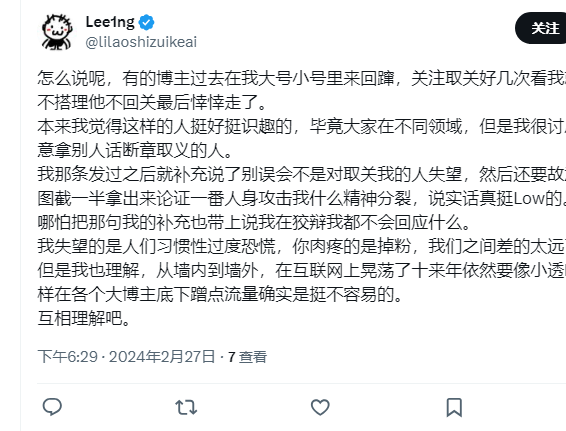 Lee1ng
@lilaoshizuikeai
关注
怎么说呢，有的博主过去在我大号小号里来回蹿，关注取关好几次看我
不搭理他不回关最后悻悻走了。
本来我觉得这样的人挺好挺识趣的，毕竟大家在不同领域，但是我很讨
意拿别人话断章取义的人。
我那条发过之后就补充说了别误会不是对取关我的人失望，然后还要故
图截一半拿出来论证一番人身攻击我什么精神分裂，说实话真挺Low的。
哪怕把那句我的补充也带上说我在狡辩我都不会回应什么。
我失望的是人们习惯性过度恐慌，你肉疼的是掉粉，我们之间差的太远
但是我也理解，从墙内到墙外，在互联网上晃荡了十来年依然要像小透
样在各个大博主底下蹭点流量确实是挺不容易的。
互相理解吧。
下午6:29 · 2024年2月27日 · 7 查看